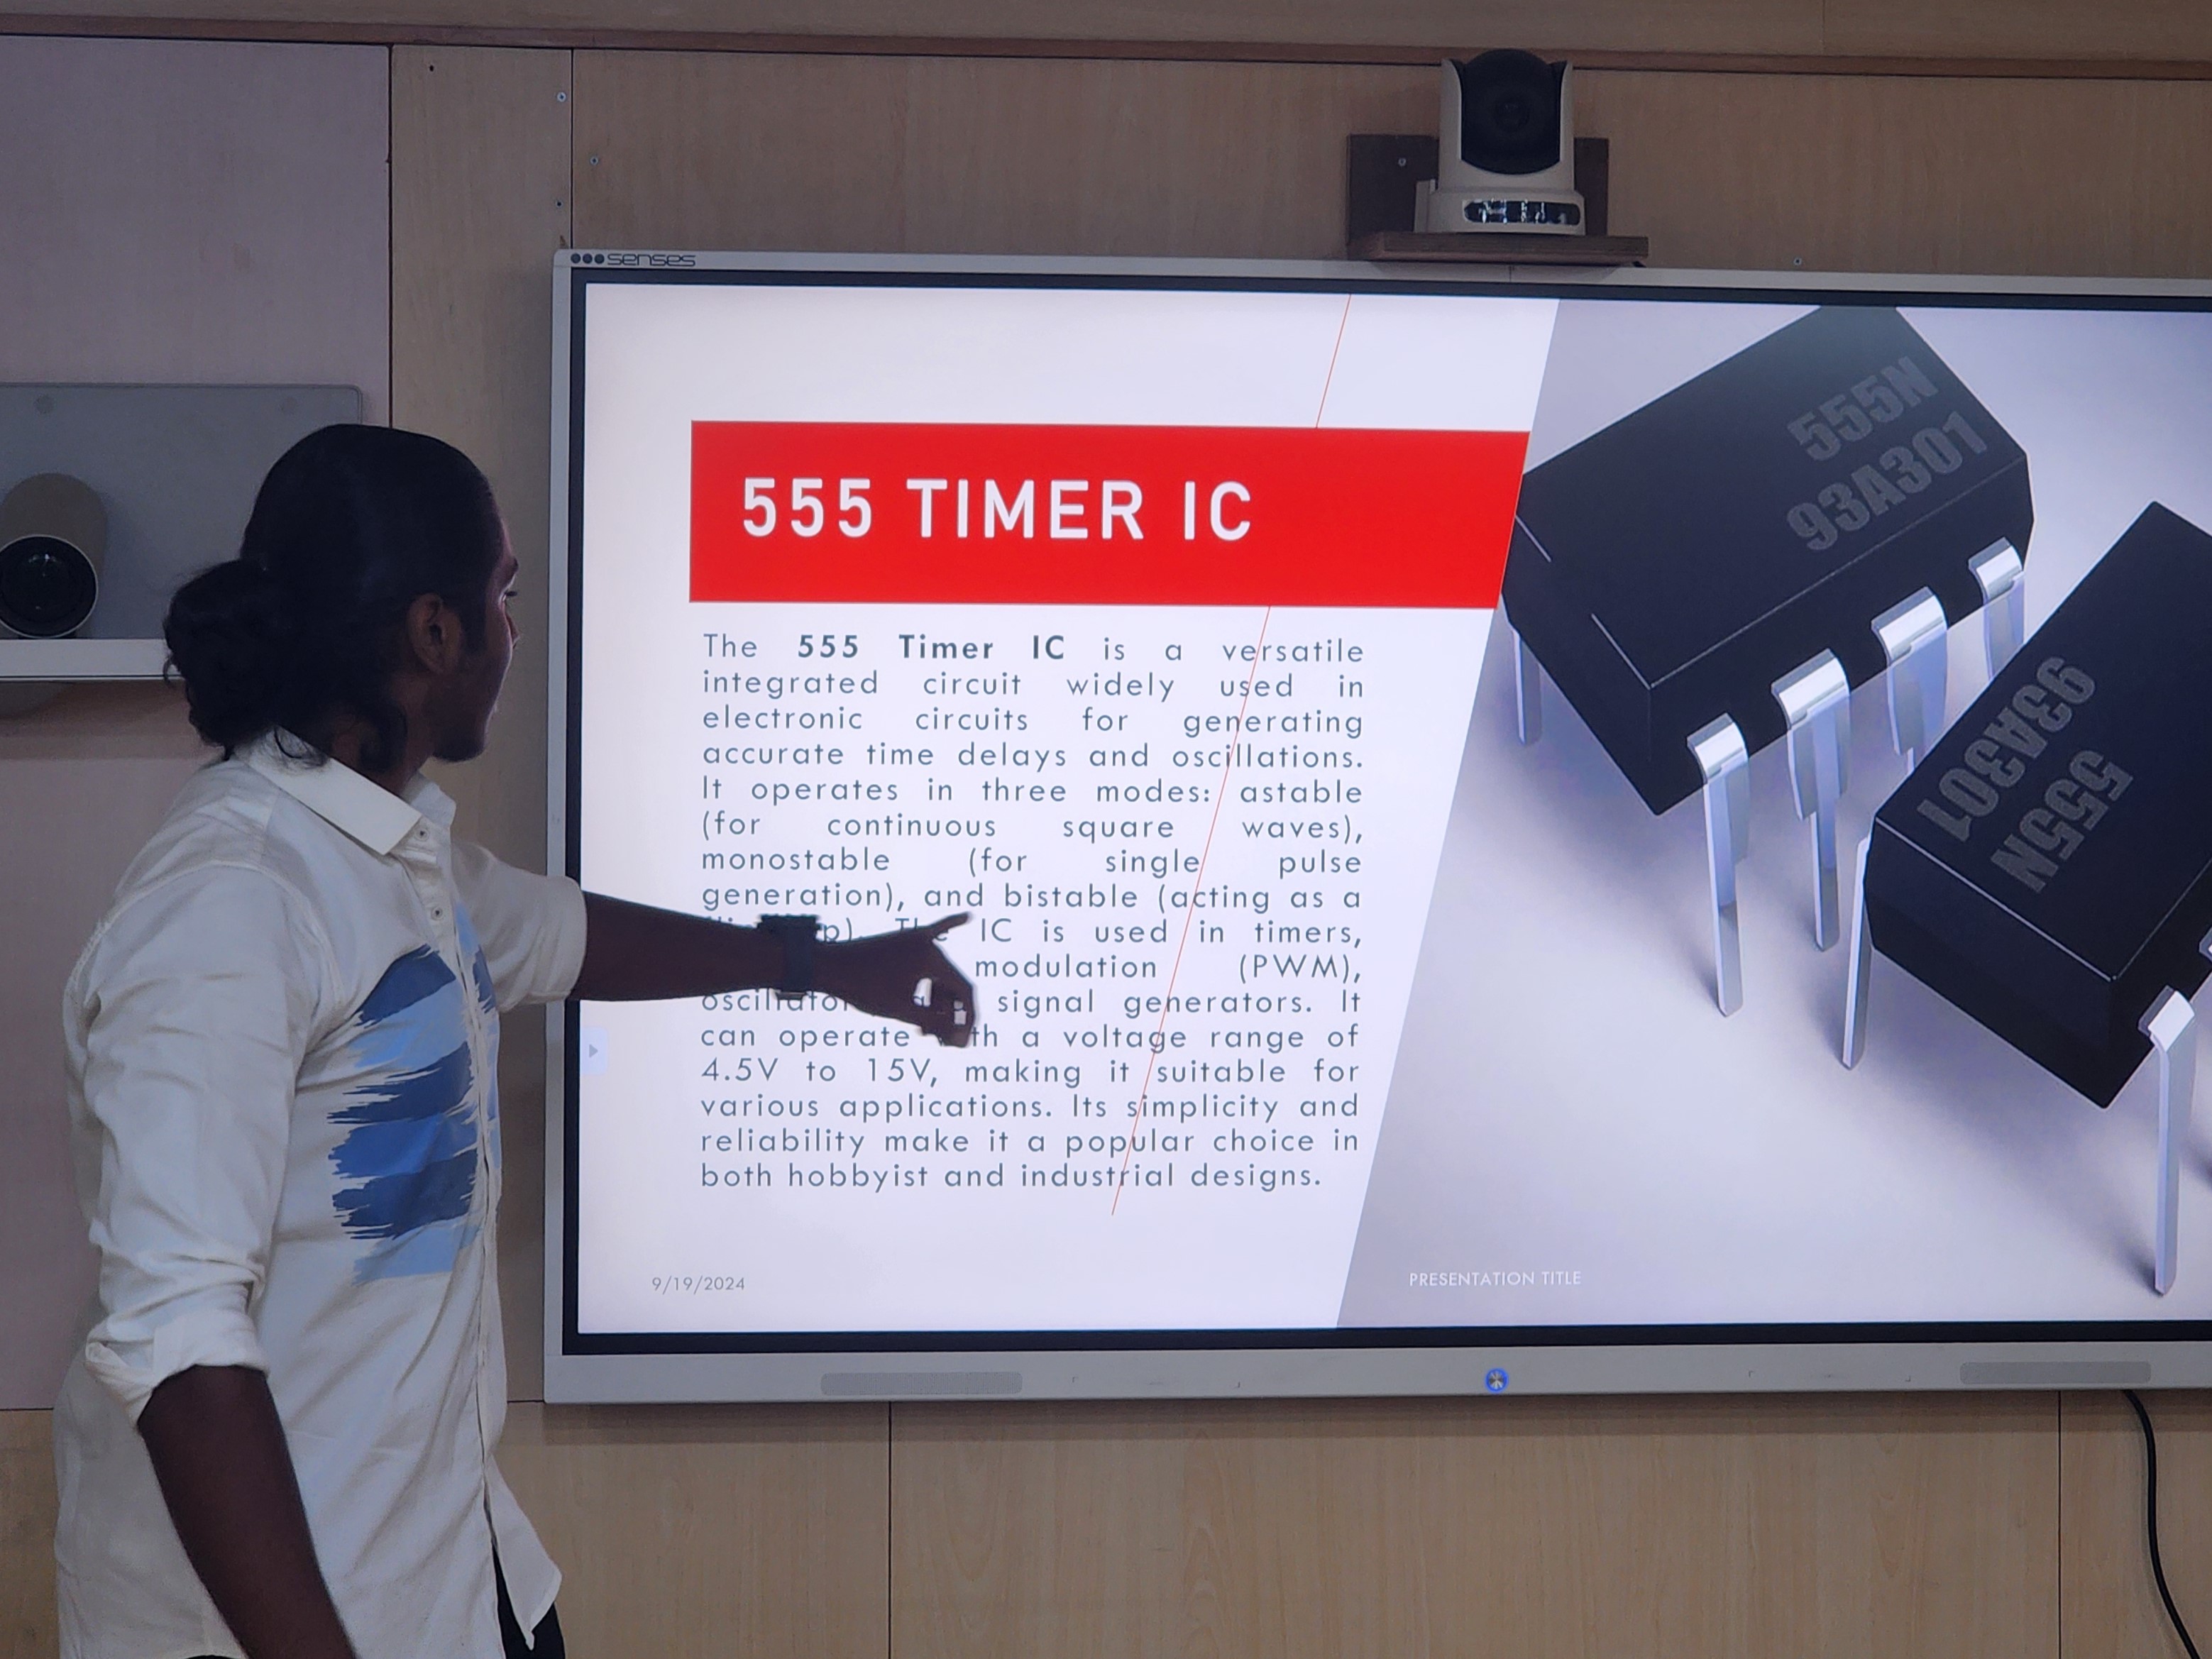 senses
555 TIMER IC
The 555 Timer IC is a versatile
integrated circuit widely used in
electronic circuits for generating
accurate time delays and oscillations.
It operates in three modes: astable
(for continuous square waves),
monostable (for single pulse
generation), and bistable (acting as a
The IC is used in timers,
modulation (PWM),
signal generators. It
can operate a voltage range of
4.5V to 15V, making it suitable for
various applications. Its simplicity and
reliability make it a popular choice in
both hobbyist and industrial designs.
9/19/2024
PRESENTATION TITLE
555N
93A301
93A301
555N